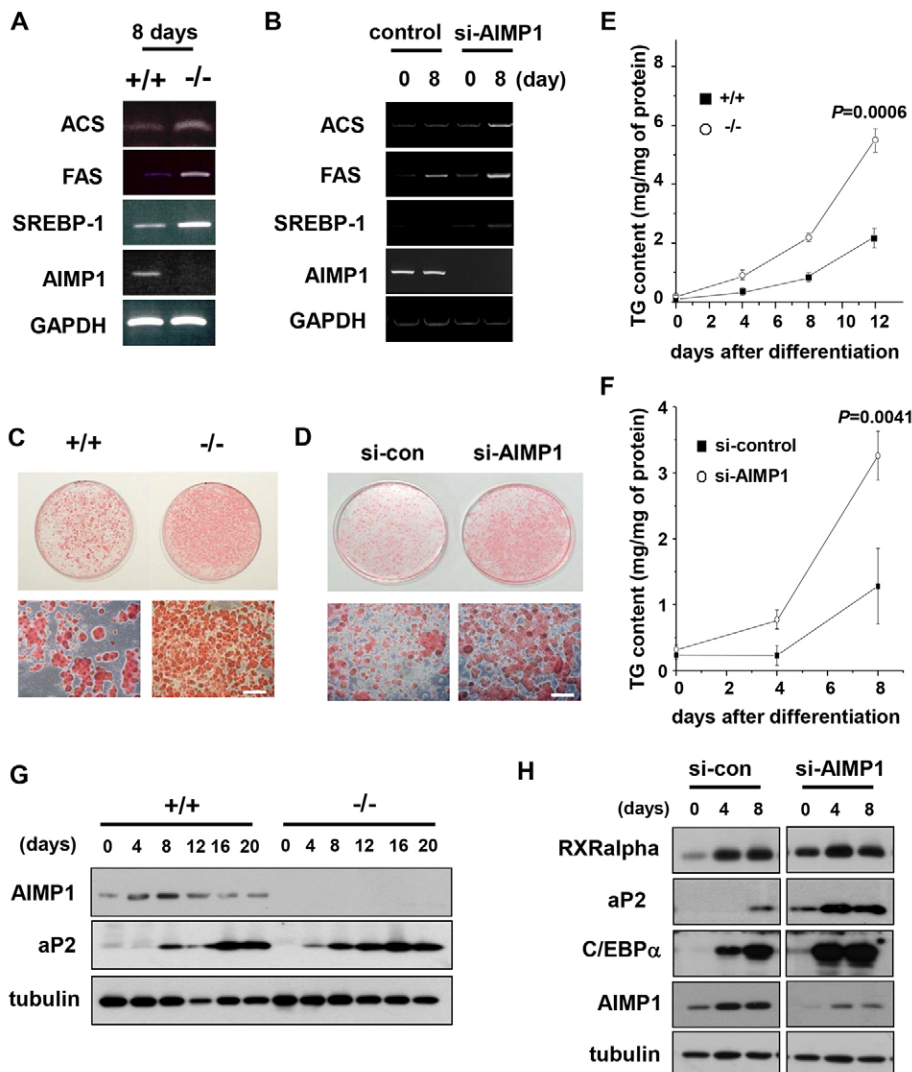 A
8 days
+/+ -/-
ACS
FAS
SREBP-1
AIMP1
GAPDH
B
control si-AIMP1
0 8 0 8 (day)
ACS
FAS
SREBP-1
AIMP1
GAPDH
E
TG content (mg/mg of protein)
8
6
4
2
0
+/+
-/-
P=0.0006
0 2 4 6 8 10 12
days after differentiation
C
+/+ -/-
D
si-con si-AIMP1
F
TG content (mg/mg of protein)
4
3
2
1
0
si-control
si-AIMP1
P=0.0041
0 2 4 6 8
days after differentiation
G
+/+ -/-
(days) 0 4 8 12 16 20 0 4 8 12 16 20
AIMP1
aP2
tubulin
H
si-con si-AIMP1
(days) 0 4 8 0 4 8
RXRalpha
aP2
C/EBPα
AIMP1
tubulin